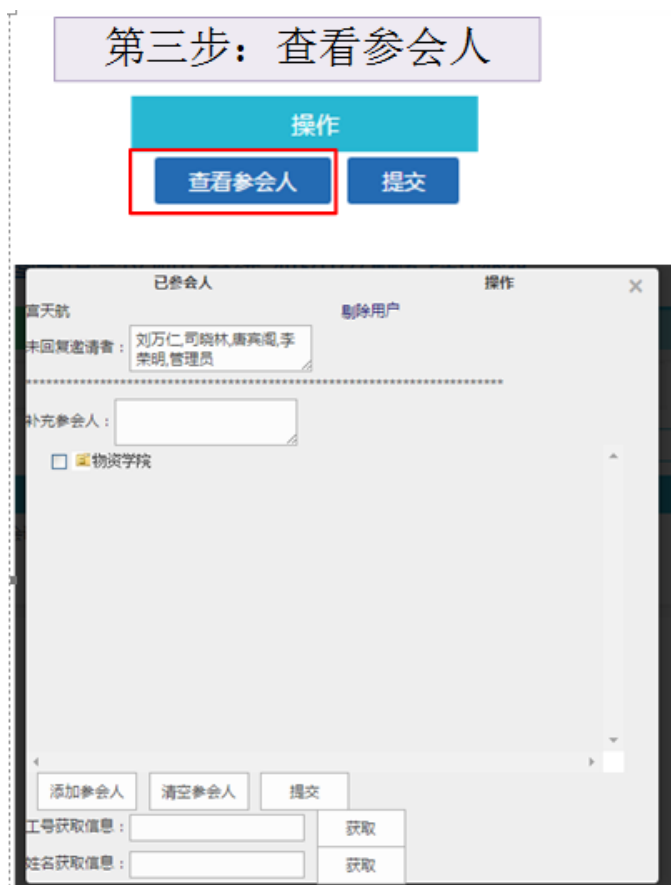 第三步：查看参会人
操作
查看参会人 提交
已参会人 操作
宫天航 剔除用户
未回复邀请者： 刘万仁,司晓林,唐宾阁,李
荣明,管理员
补充参会人：
物资学院
添加参会人 清空参会人 提交
工号获取信息： 获取
姓名获取信息： 获取